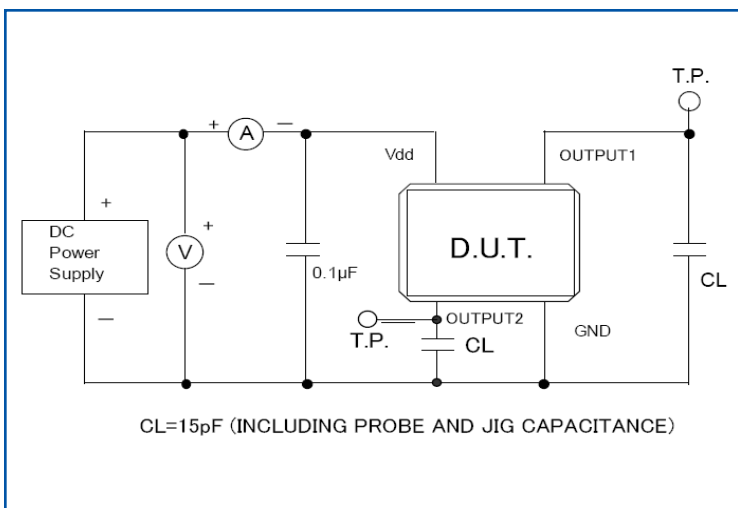 T.P.
+ A —
Vdd
OUTPUT1
+
DC
Power
Supply
+
V
—
0.1µF
D.U.T.
CL
—
T.P.
OUTPUT2
CL
GND
CL=15pF (INCLUDING PROBE AND JIG CAPACITANCE)